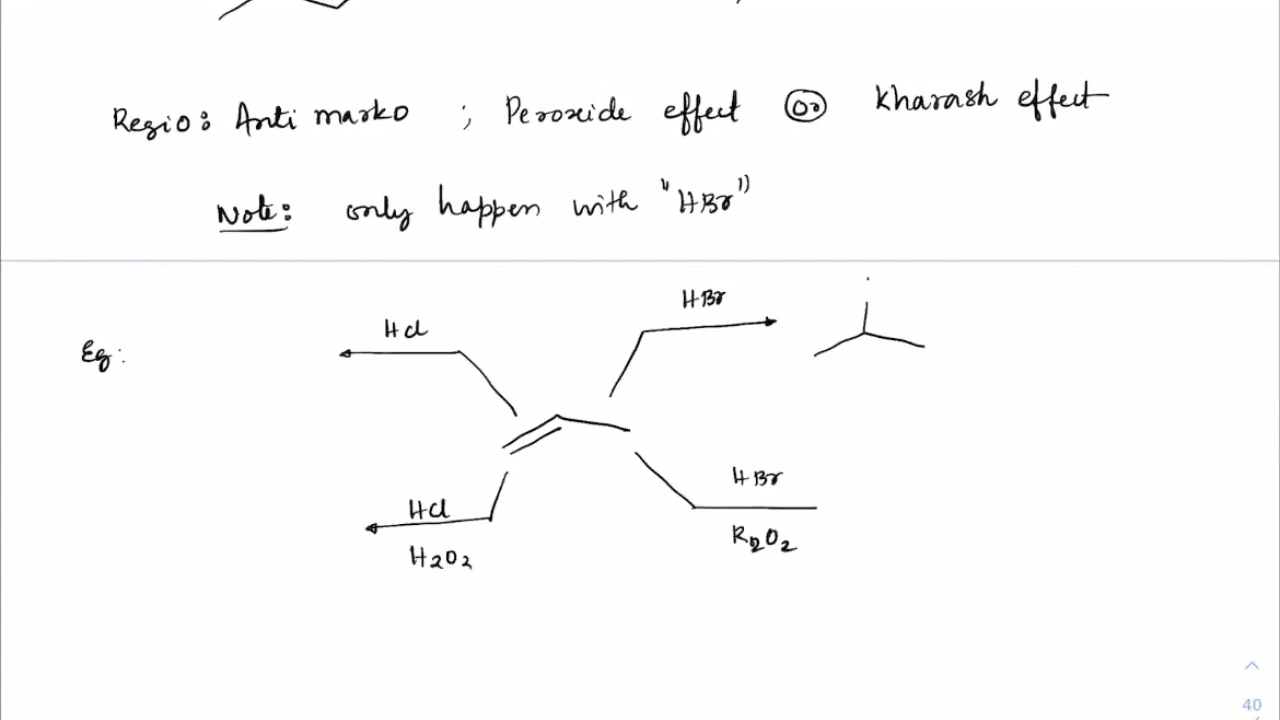 Regio: Anti marko ; Peroxide effect or Kharash effect
Note: only happen with "HBr"
HBr
Eg: HCl
HCl HBr
H2O2 R2O2
40